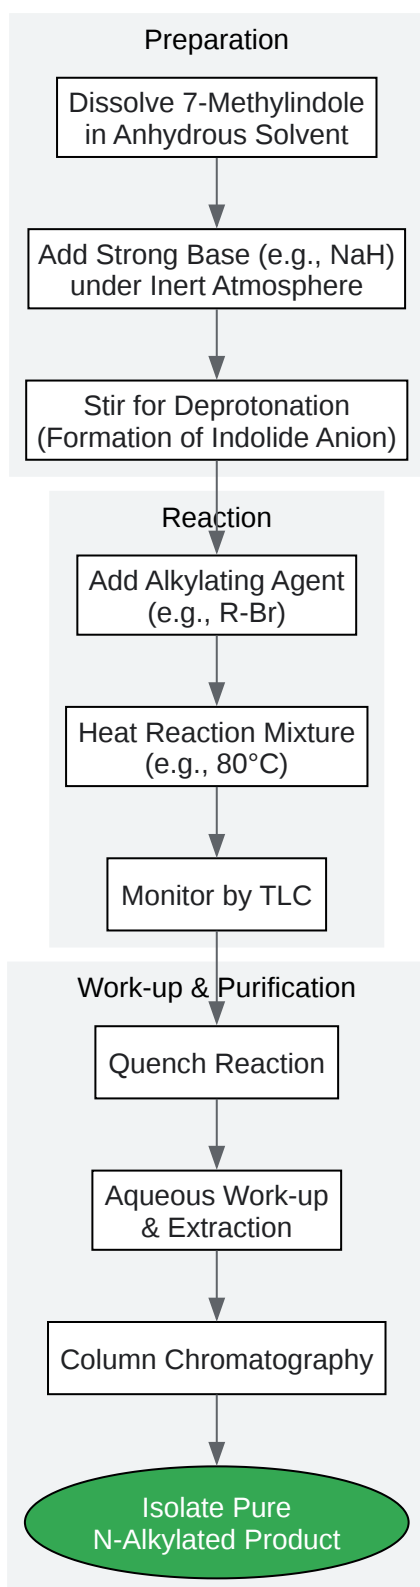 Preparation
Dissolve 7-Methylindole
in Anhydrous Solvent
Add Strong Base (e.g., NaH)
under Inert Atmosphere
Stir for Deprotonation
(Formation of Indolide Anion)
Reaction
Add Alkylating Agent
(e.g., R-Br)
Heat Reaction Mixture
(e.g., 80°C)
Monitor by TLC
Work-up & Purification
Quench Reaction
Aqueous Work-up
& Extraction
Column Chromatography
Isolate Pure
N-Alkylated Product